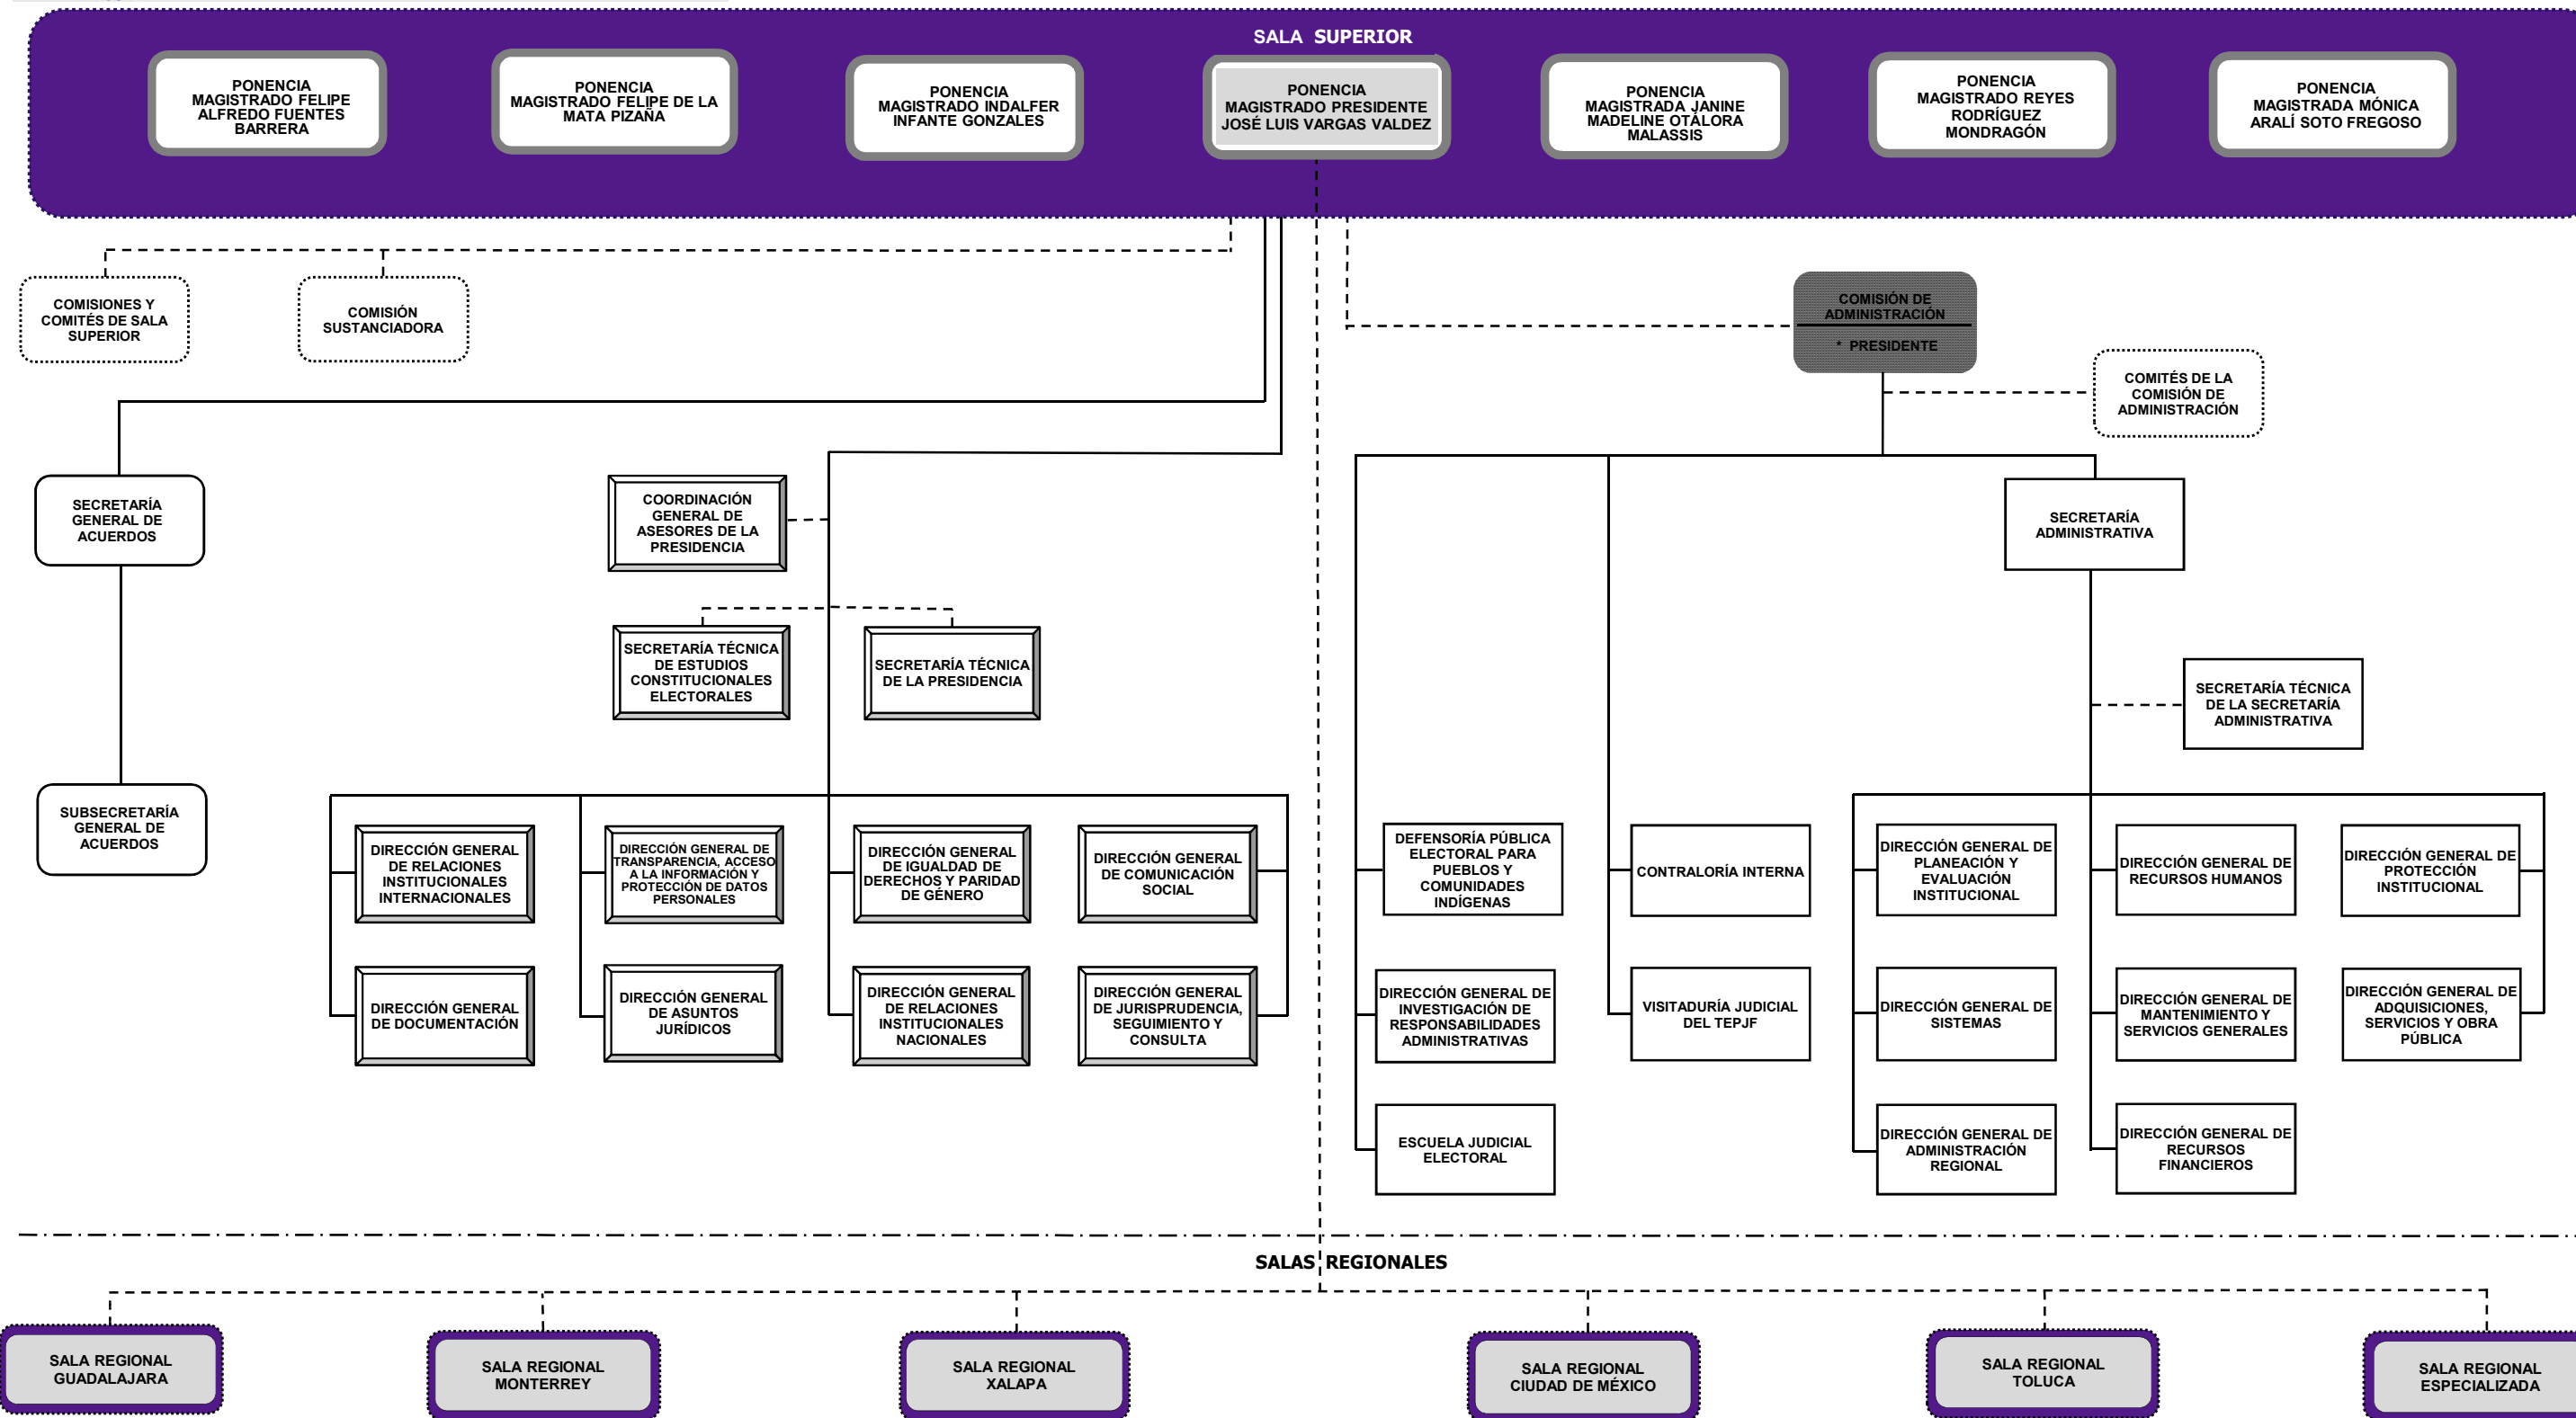 SALA SUPERIOR
PONENCIA
MAGISTRADO FELIPE
ALFREDO FUENTES
BARRERA
PONENCIA
MAGISTRADO FELIPE DE LA
MATA PIZAÑA
PONENCIA
MAGISTRADO INDALFER
INFANTE GONZALES
PONENCIA
MAGISTRADO PRESIDENTE
JOSÉ LUIS VARGAS VALDEZ
PONENCIA
MAGISTRADA JANINE
MADELINE OTÁLORA
MALASSIS
PONENCIA
MAGISTRADO REYES
RODRÍGUEZ
MONDRAGÓN
PONENCIA
MAGISTRADA MÓNICA
ARALÍ SOTO FREGOSO
COMISIONES Y
COMITÉS DE SALA
SUPERIOR
COMISIÓN
SUSTANCIADORA
COMISIÓN DE
ADMINISTRACIÓN
* PRESIDENTE
COMITÉS DE LA
COMISIÓN DE
ADMINISTRACIÓN
SECRETARÍA
GENERAL DE
ACUERDOS
COORDINACIÓN
GENERAL DE
ASESORES DE LA
PRESIDENCIA
SECRETARÍA
ADMINISTRATIVA
SECRETARÍA TÉCNICA
DE ESTUDIOS
CONSTITUCIONALES
ELECTORALES
SECRETARÍA TÉCNICA
DE LA PRESIDENCIA
SECRETARÍA TÉCNICA
DE LA SECRETARÍA
ADMINISTRATIVA
SUBSECRETARÍA
GENERAL DE
ACUERDOS
DIRECCIÓN GENERAL
DE RELACIONES
INSTITUCIONALES
INTERNACIONALES
DIRECCIÓN GENERAL DE
TRANSPARENCIA, ACCESO
A LA INFORMACIÓN Y
PROTECCIÓN DE DATOS
PERSONALES
DIRECCIÓN GENERAL
DE IGUALDAD DE
DERECHOS Y PARIDAD
DE GÉNERO
DIRECCIÓN GENERAL
DE COMUNICACIÓN
SOCIAL
DEFENSORÍA PÚBLICA
ELECTORAL PARA
PUEBLOS Y
COMUNIDADES
INDÍGENAS
CONTRALORÍA INTERNA
DIRECCIÓN GENERAL DE
PLANEACIÓN Y
EVALUACIÓN
INSTITUCIONAL
DIRECCIÓN GENERAL DE
RECURSOS HUMANOS
DIRECCIÓN GENERAL DE
PROTECCIÓN
INSTITUCIONAL
DIRECCIÓN GENERAL
DE DOCUMENTACIÓN
DIRECCIÓN GENERAL
DE ASUNTOS
JURÍDICOS
DIRECCIÓN GENERAL
DE RELACIONES
INSTITUCIONALES
NACIONALES
DIRECCIÓN GENERAL
DE JURISPRUDENCIA,
SEGUIMIENTO Y
CONSULTA
DIRECCIÓN GENERAL DE
INVESTIGACIÓN DE
RESPONSABILIDADES
ADMINISTRATIVAS
VISITADURÍA JUDICIAL
DEL TEPJF
DIRECCIÓN GENERAL DE
SISTEMAS
DIRECCIÓN GENERAL DE
MANTENIMIENTO Y
SERVICIOS GENERALES
DIRECCIÓN GENERAL DE
ADQUISICIONES,
SERVICIOS Y OBRA
PÚBLICA
ESCUELA JUDICIAL
ELECTORAL
DIRECCIÓN GENERAL DE
ADMINISTRACIÓN
REGIONAL
DIRECCIÓN GENERAL DE
RECURSOS
FINANCIEROS
SALAS REGIONALES
SALA REGIONAL
GUADALAJARA
SALA REGIONAL
MONTERREY
SALA REGIONAL
XALAPA
SALA REGIONAL
CIUDAD DE MÉXICO
SALA REGIONAL
TOLUCA
SALA REGIONAL
ESPECIALIZADA